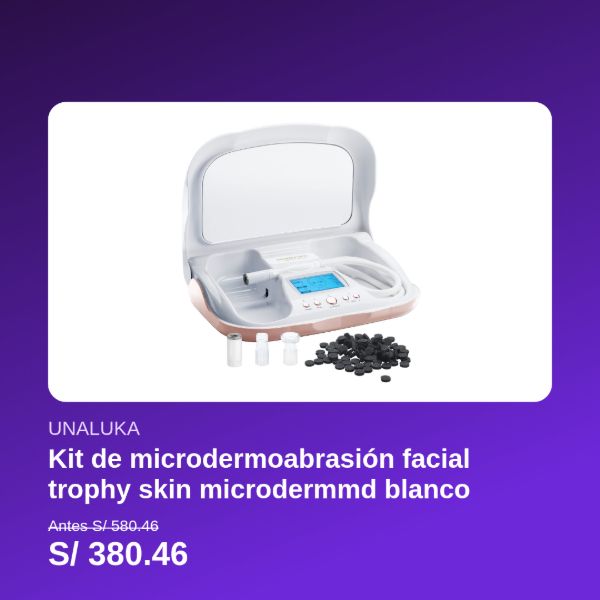 UNALUKA
Kit de microdermoabrasión facial
trophy skin microdermmd blanco
Antes S/ 580.46
S/ 380.46